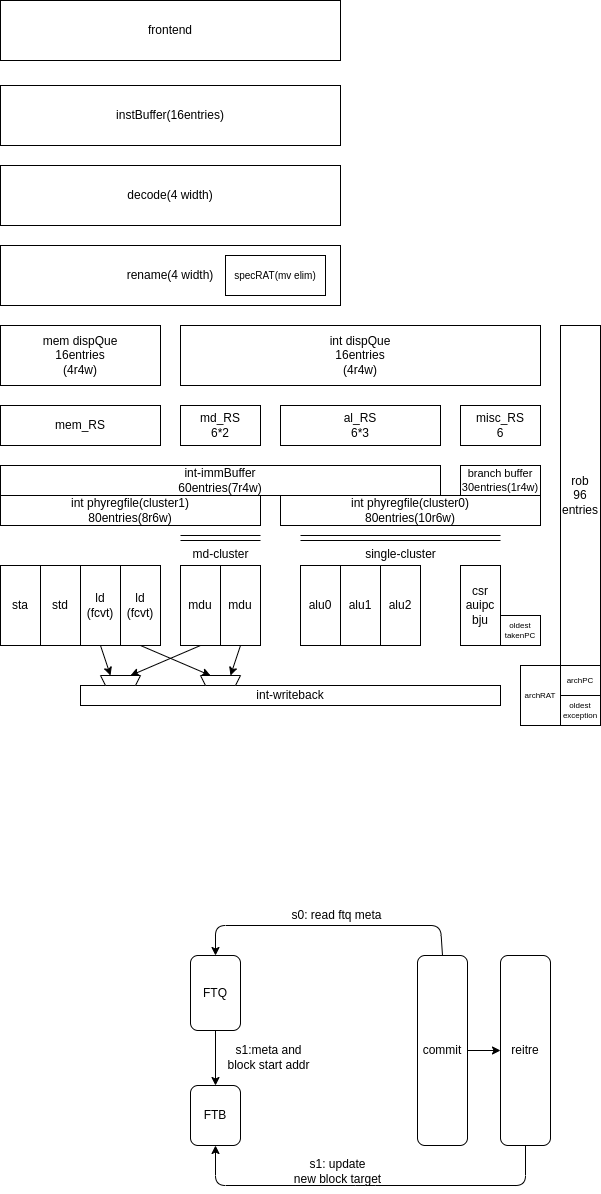 frontend
instBuffer(16entries)
decode(4 width)
rename(4 width)
specRAT(mv elim)
mem dispQue
16entries
(4r4w)
int dispQue
16entries
(4r4w)
mem_RS
md_RS
6*2
al_RS
6*3
misc_RS
6
rob
96
entries
int-immBuffer
60entries(7r4w)
branch buffer
30entries(1r4w)
int phyregfile(cluster1)
80entries(8r6w)
int phyregfile(cluster0)
80entries(10r6w)
md-cluster
single-cluster
sta
std
ld
(fcvt)
ld
(fcvt)
mdu
mdu
alu0
alu1
alu2
csr
auipc
bju
oldest
takenPC
int-writeback
archRAT
archPC
oldest
exception
s0: read ftq meta
FTQ
commit
reitre
s1:meta and
block start addr
FTB
s1: update
new block target